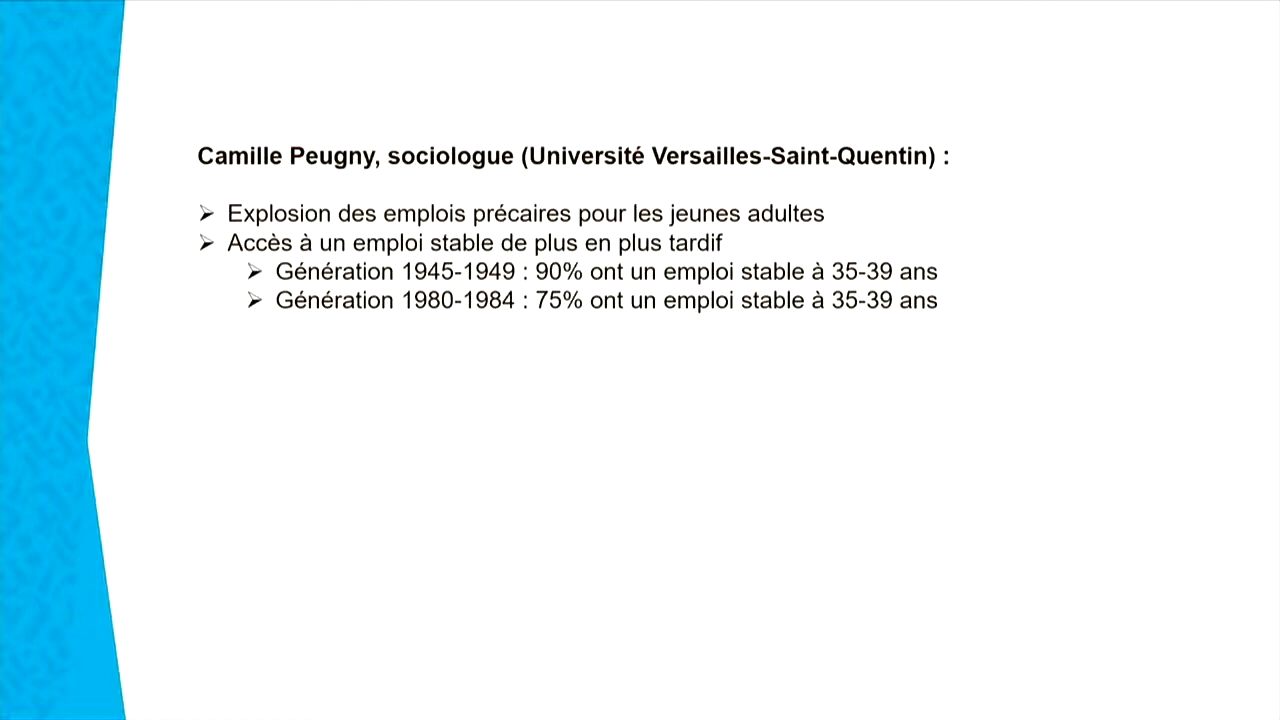 Camille Peugny, sociologue (Université Versailles-Saint-Quentin) :
Explosion des emplois précaires pour les jeunes adultes
Accès à un emploi stable de plus en plus tardif
Génération 1945-1949 : 90% ont un emploi stable à 35-39 ans
Génération 1980-1984 : 75% ont un emploi stable à 35-39 ans